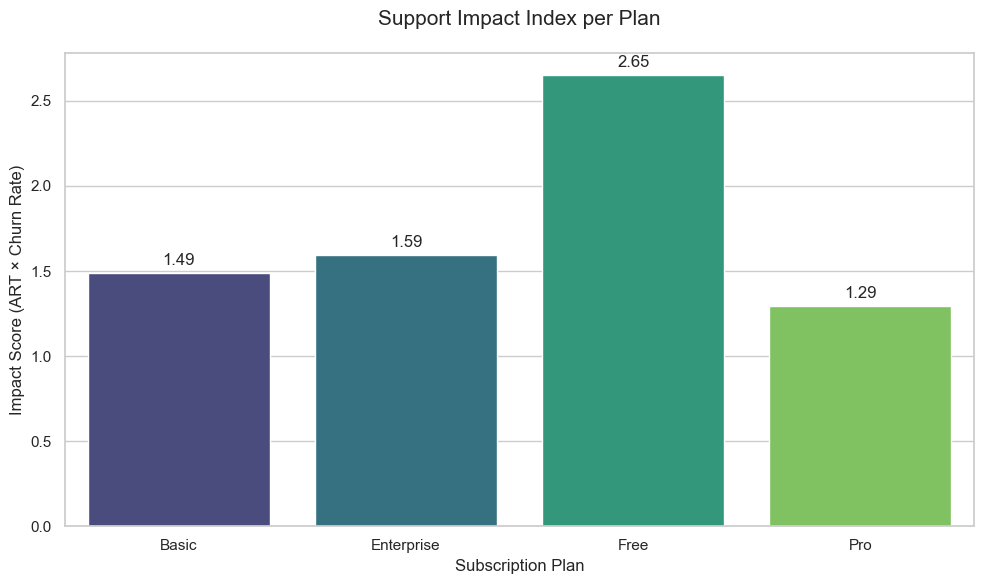 Support Impact Index per Plan
Impact Score (ART × Churn Rate)
2.5
2.0
1.5
1.0
0.5
0.0
1.49
1.59
2.65
1.29
Basic
Enterprise
Free
Pro
Subscription Plan